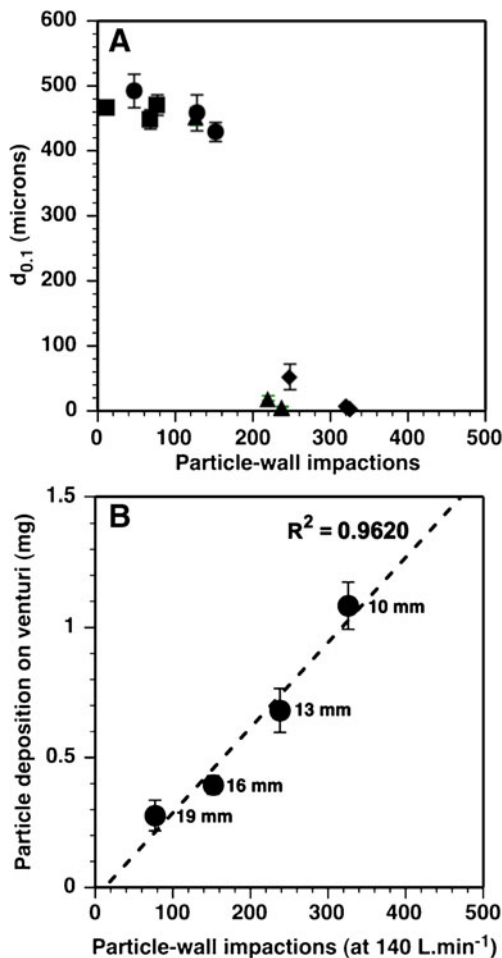 A
600
500
400
300
200
100
0
d0.1 (microns)
0 100 200 300 400 500
Particle-wall impactions
B
R² = 0.9620
1.5
1
0.5
0
Particle deposition on venturi (mg)
10 mm
13 mm
16 mm
19 mm
0 100 200 300 400 500
Particle-wall impactions (at 140 L.min⁻¹)